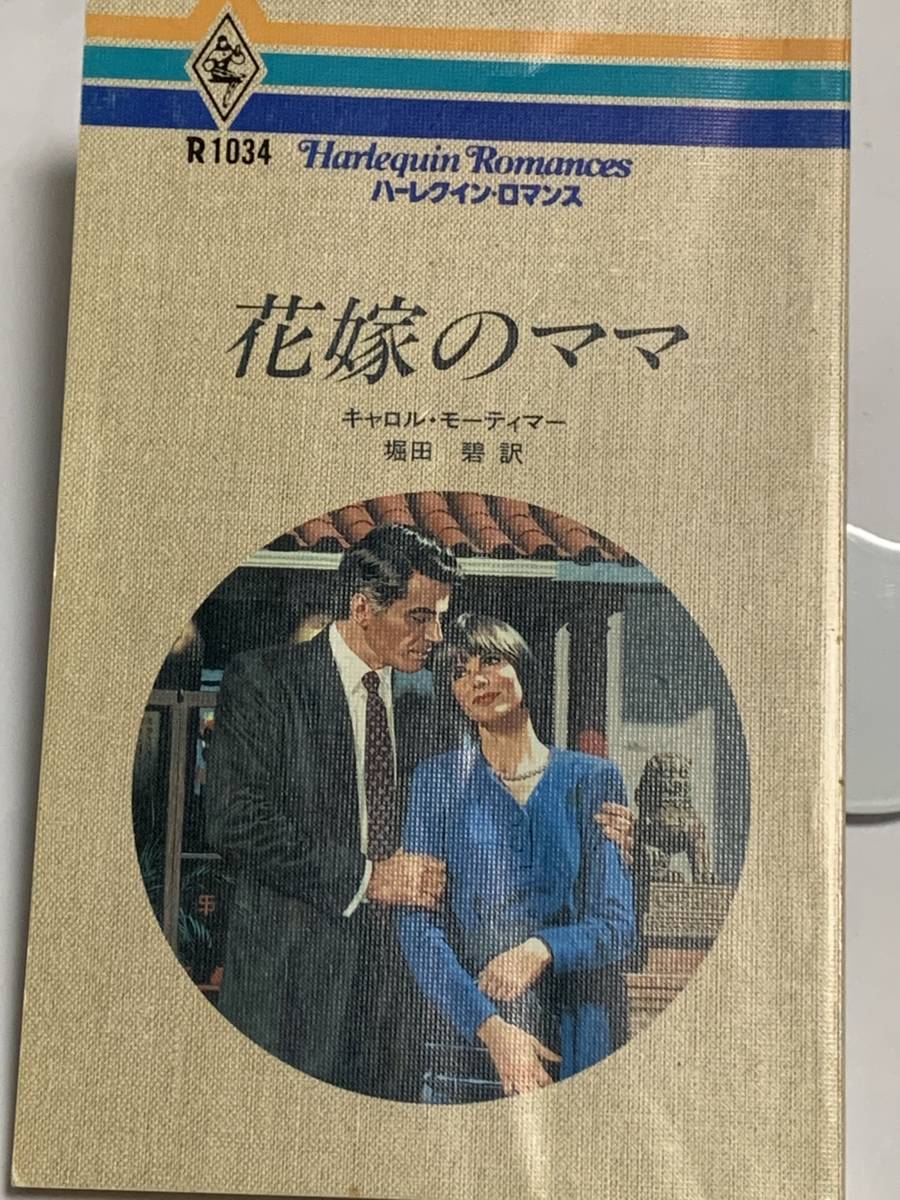 R1034 Harlequin Romances
ハーレクイン・ロマンス
花嫁のママ
キャロル・モーティマー
堀田 碧 訳